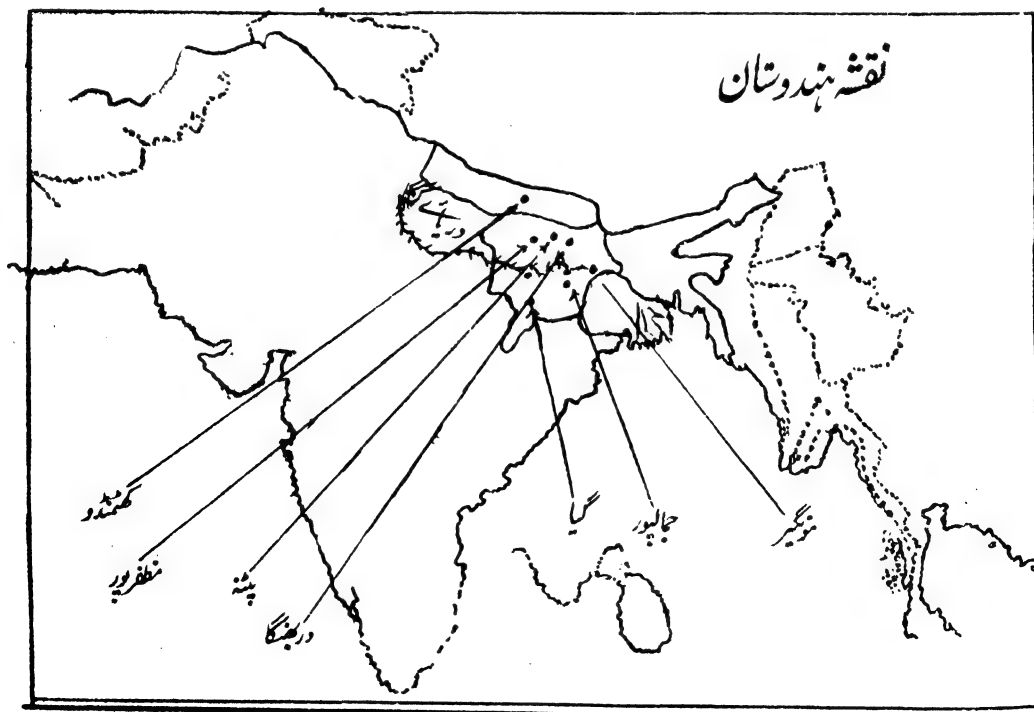 نقشہ ہندوستان
کھٹمنڈو
مظفرپور
پٹنہ
دربھنگا
گیا
جمالپور
مونگیر